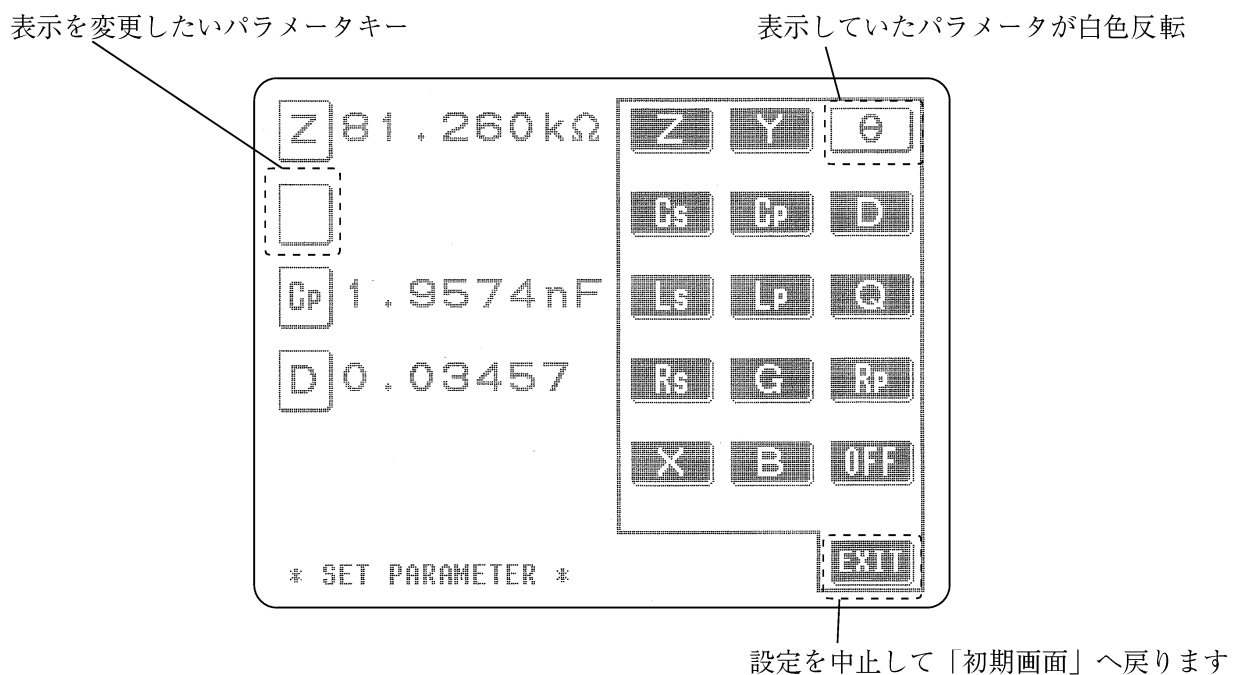 表示を変更したいパラメータキー
表示していたパラメータが白色反転
Z 81.260kΩ
Cp 1.9574nF
D 0.03457
* SET PARAMETER *
Z Y θ
Cs Cp D
Ls Lp Q
Rs G Rp
X B OFF
EXIT
設定を中止して「初期画面」へ戻ります